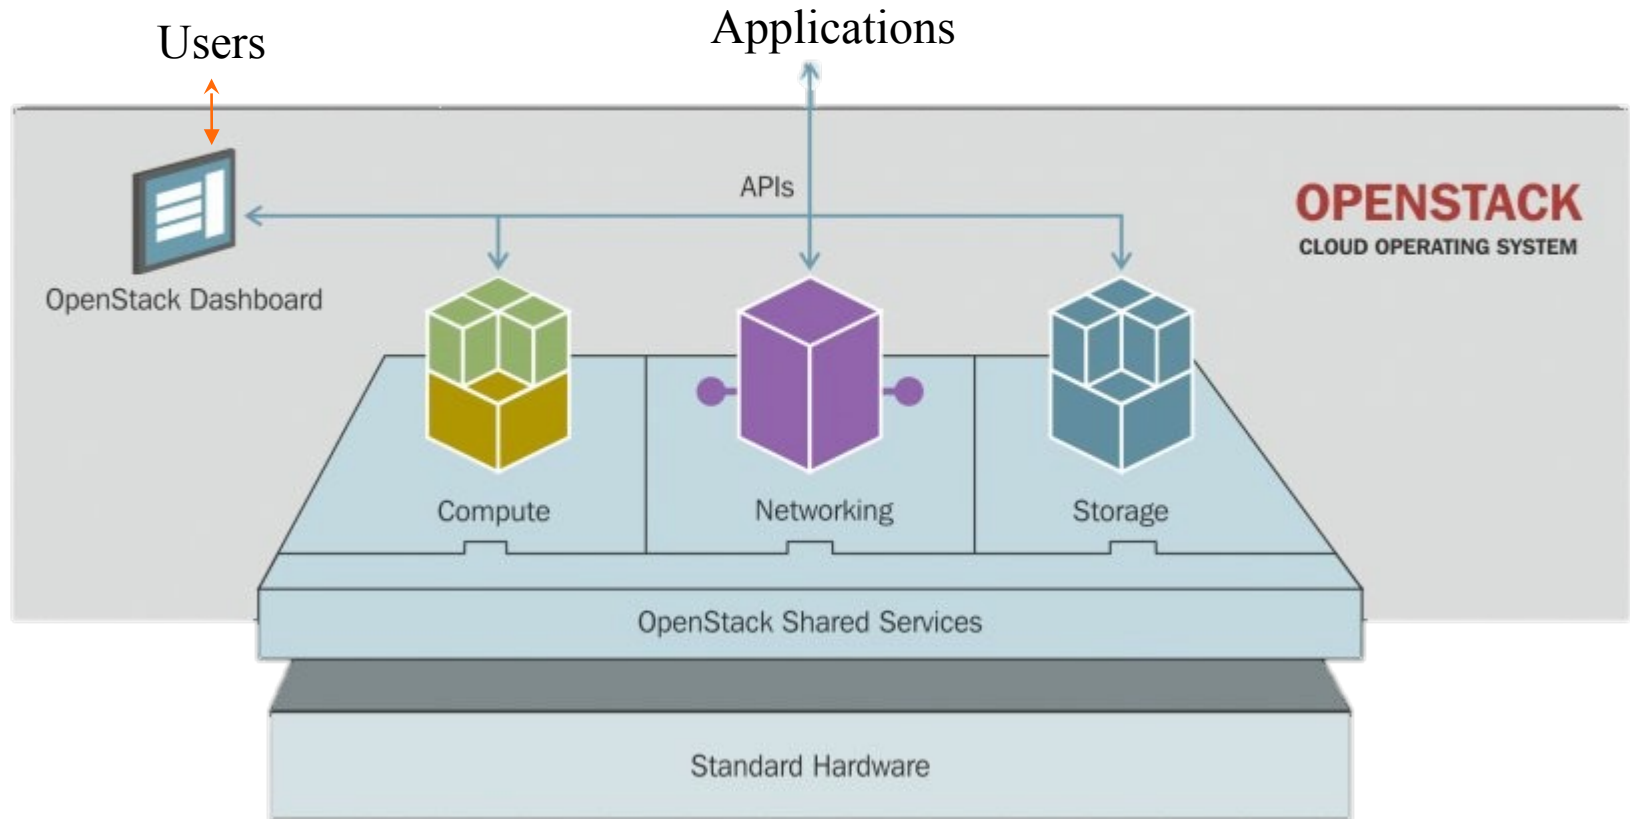 Users
Applications
APIs
OPENSTACK
CLOUD OPERATING SYSTEM
OpenStack Dashboard
Compute
Networking
Storage
OpenStack Shared Services
Standard Hardware